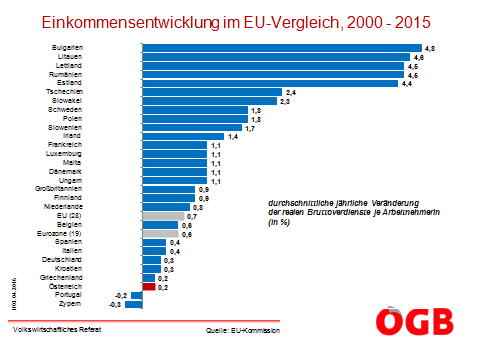 Einkommensentwicklung im EU-Vergleich, 2000 - 2015
Bulgarien 4,8
Litauen 4,6
Lettland 4,5
Rumänien 4,5
Estland 4,4
Tschechien 2,4
Slowakei 2,3
Schweden 1,8
Polen 1,8
Slowenien 1,7
Irland 1,4
Frankreich 1,1
Luxemburg 1,1
Malta 1,1
Dänemark 1,1
Ungarn 1,1
Großbritannien 0,9
Finnland 0,9
Niederlande 0,8
EU (28) 0,7
Belgien 0,6
Eurozone (19) 0,6
Spanien 0,4
Italien 0,4
Deutschland 0,3
Kroatien 0,3
Griechenland 0,2
Österreich 0,2
Portugal -0,2
Zypern -0,3
durchschnittliche jährliche Veränderung
der realen Bruttoverdienste je ArbeitnehmerIn
(in %)
Volkswirtschaftliches Referat
Quelle: EU-Kommission
ÖGB